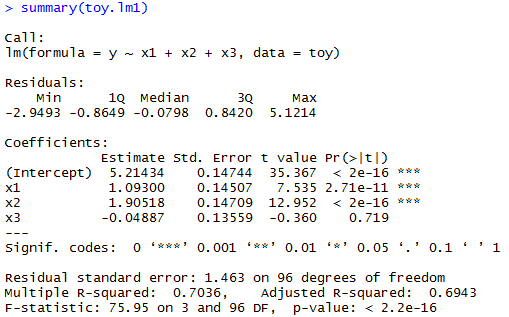 > summary(toy.lm1)
Call:
lm(formula = y ~ x1 + x2 + x3, data = toy)
Residuals:
    Min      1Q  Median      3Q     Max
-2.9493 -0.8649 -0.0798  0.8420  5.1214
Coefficients:
            Estimate Std. Error t value Pr(>|t|)
(Intercept)  5.21434    0.14744  35.367  < 2e-16 ***
x1           1.09300    0.14507   7.535 2.71e-11 ***
x2           1.90518    0.14709  12.952  < 2e-16 ***
x3          -0.04887    0.13559  -0.360    0.719
---
Signif. codes:  0 ‘***’ 0.001 ‘**’ 0.01 ‘*’ 0.05 ‘.’ 0.1 ‘ ’ 1
Residual standard error: 1.463 on 96 degrees of freedom
Multiple R-squared:  0.7036,    Adjusted R-squared:  0.6943
F-statistic: 75.95 on 3 and 96 DF,  p-value: < 2.2e-16